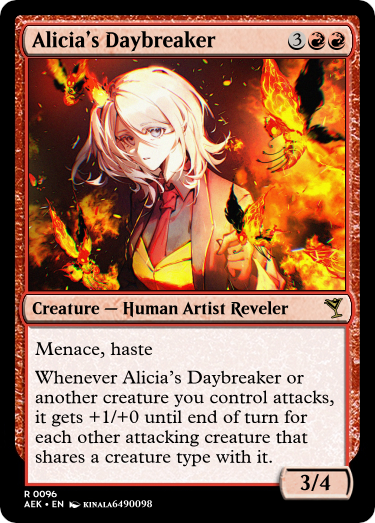 Alicia's Daybreaker 3
Creature — Human Artist Reveler
Menace, haste
Whenever Alicia's Daybreaker or
another creature you control attacks,
it gets +1/+0 until end of turn for
each other attacking creature that
shares a creature type with it.
3/4
R 0096
AEK • EN KINALA6490098